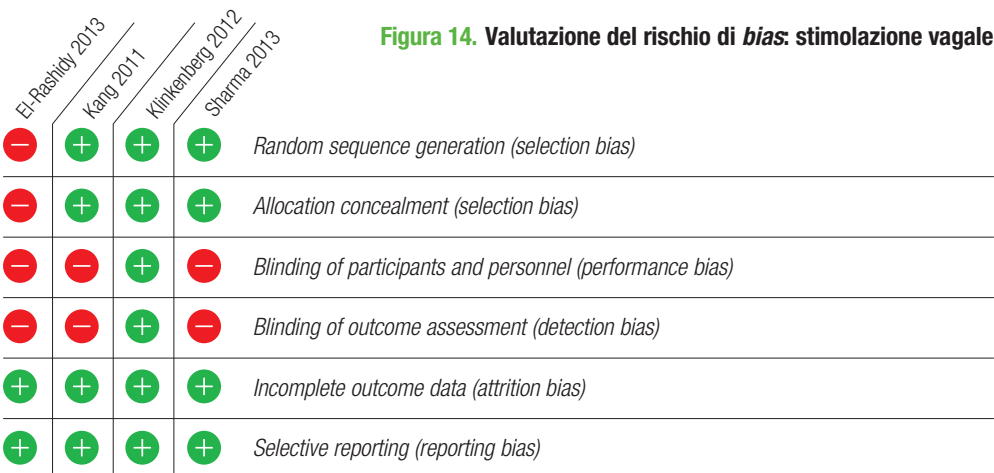 Figura 14. Valutazione del rischio di bias: stimolazione vagale
El-Rashidy 2013
Kang 2011
Klinkenberg 2012
Sharma 2013
− + + + Random sequence generation (selection bias)
− + + + Allocation concealment (selection bias)
− − + − Blinding of participants and personnel (performance bias)
− − + − Blinding of outcome assessment (detection bias)
+ + + + Incomplete outcome data (attrition bias)
+ + + + Selective reporting (reporting bias)